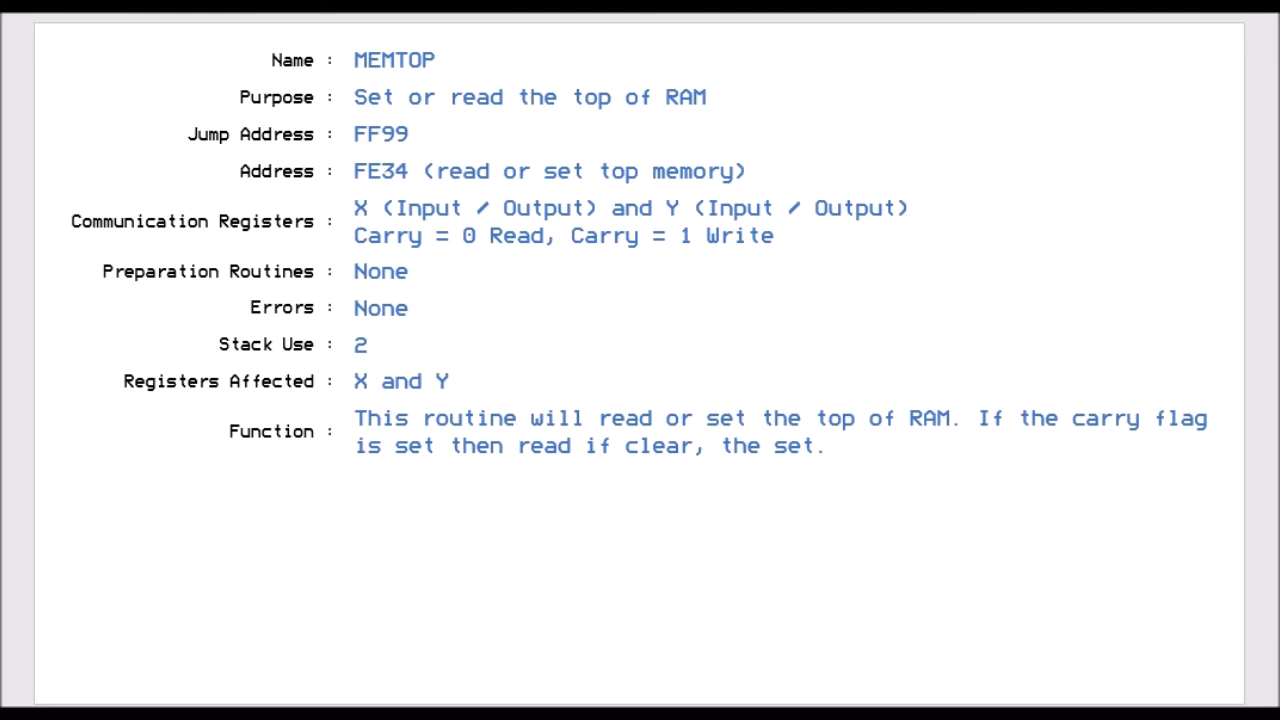 Name : MEMTOP
Purpose : Set or read the top of RAM
Jump Address : FF99
Address : FE34 (read or set top memory)
Communication Registers : X (Input / Output) and Y (Input / Output)
Carry = 0 Read, Carry = 1 Write
Preparation Routines : None
Errors : None
Stack Use : 2
Registers Affected : X and Y
Function : This routine will read or set the top of RAM. If the carry flag
is set then read if clear, the set.